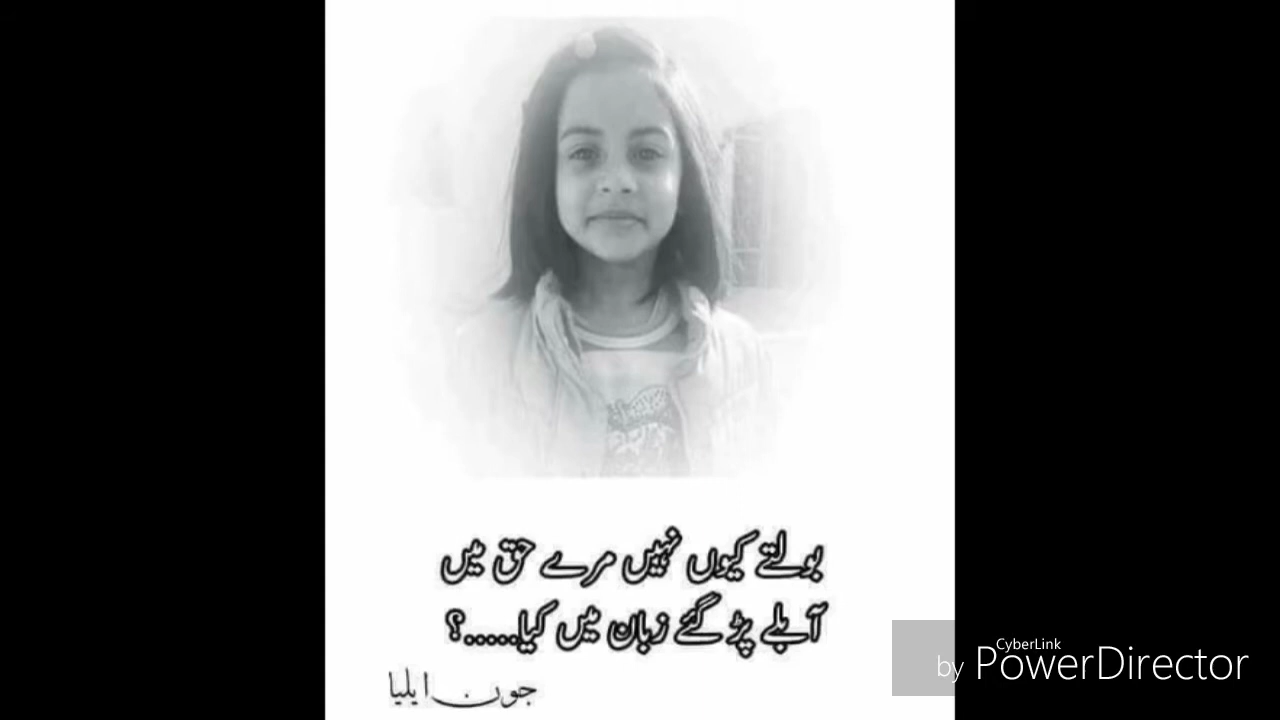 بولتے کیوں نہیں مرے حق میں
آبلے پڑ گئے زبان میں کیا.....؟
جون ایلیا
CyberLink
by PowerDirector